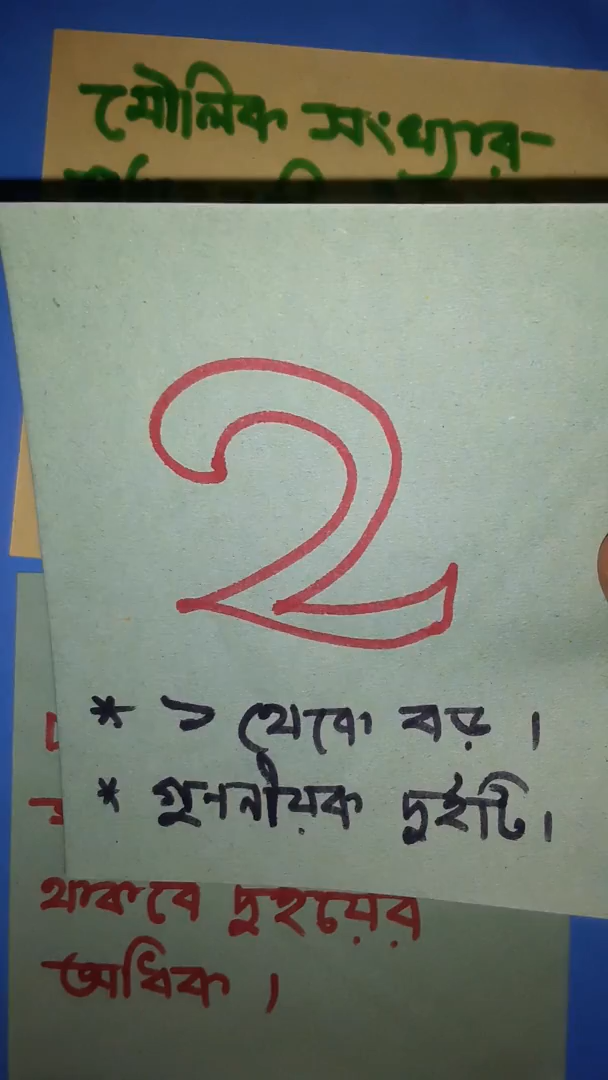 মৌলিক সংখ্যার-
২
* ১ থেকে বড় ।
* গুননীয়ক দুইটি।
থাকবে দুইয়ের
অধিক ।